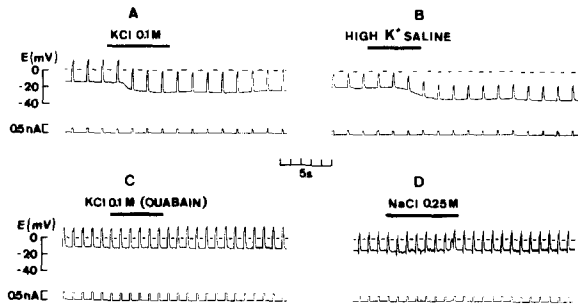 A
KCl 0.1M
E(mV)
0
-20
-40
0.5nA
B
HIGH K+ SALINE
5s
C
KCl 0.1M (OUABAIN)
E(mV)
0
-20
-40
0.5nA
D
NaCl 0.25M